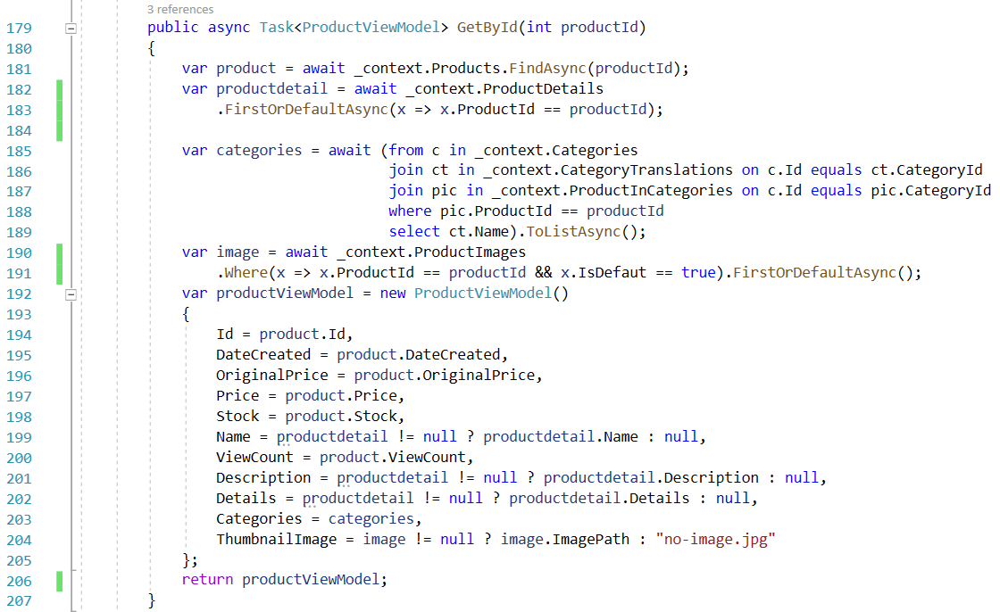 3 references
179 public async Task<ProductViewModel> GetById(int productId)
180 {
181 var product = await _context.Products.FindAsync(productId);
182 var productdetail = await _context.ProductDetails
183 .FirstOrDefaultAsync(x => x.ProductId == productId);
184
185 var categories = await (from c in _context.Categories
186 join ct in _context.CategoryTranslations on c.Id equals ct.CategoryId
187 join pic in _context.ProductInCategories on c.Id equals pic.CategoryId
188 where pic.ProductId == productId
189 select ct.Name).ToListAsync();
190 var image = await _context.ProductImages
191 .Where(x => x.ProductId == productId && x.IsDefaut == true).FirstOrDefaultAsync();
192 var productViewModel = new ProductViewModel()
193 {
194 Id = product.Id,
195 DateCreated = product.DateCreated,
196 OriginalPrice = product.OriginalPrice,
197 Price = product.Price,
198 Stock = product.Stock,
199 Name = productdetail != null ? productdetail.Name : null,
200 ViewCount = product.ViewCount,
201 Description = productdetail != null ? productdetail.Description : null,
202 Details = productdetail != null ? productdetail.Details : null,
203 Categories = categories,
204 ThumbnailImage = image != null ? image.ImagePath : "no-image.jpg"
205 };
206 return productViewModel;
207 }